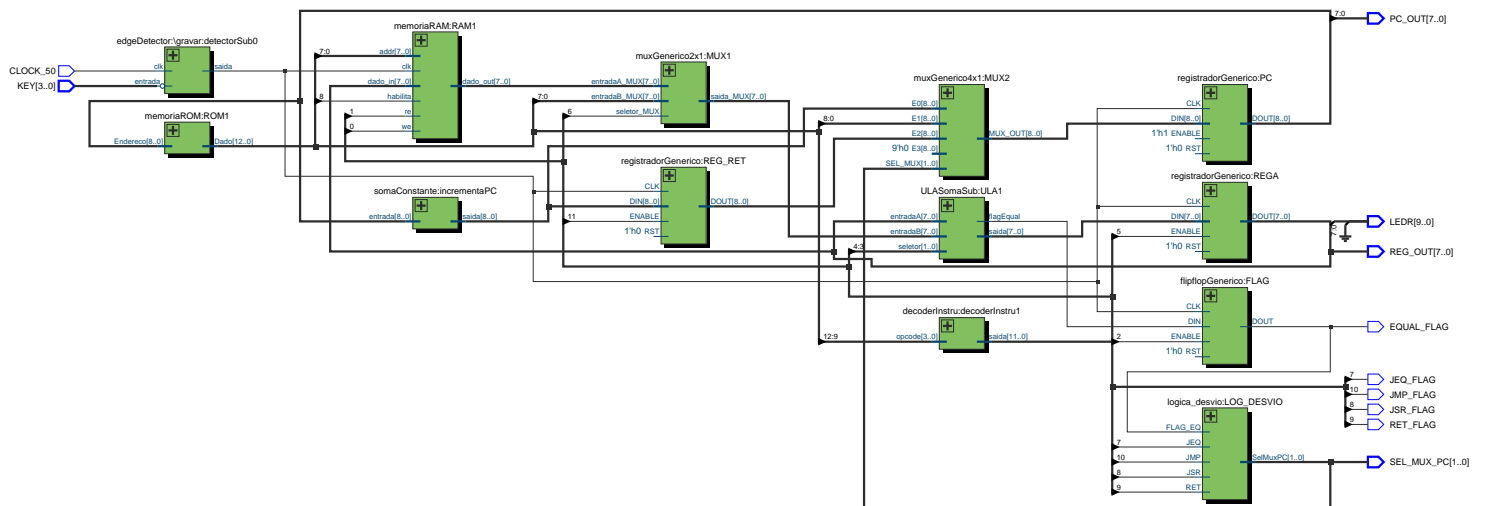 CLOCK_50
KEY[3..0]
edgeDetector:\gravar:detectorSub0
clk
entrada
saida
memoriaROM:ROM1
Endereco[8..0]
Dado[12..0]
memoriaRAM:RAM1
7:0
addr[7..0]
clk
dado_in[7..0]
8
habilita
1
re
0
we
dado_out[7..0]
somaConstante:incrementaPC
entrada[8..0]
saida[8..0]
muxGenerico2x1:MUX1
entradaA_MUX[7..0]
7:0
entradaB_MUX[7..0]
6
seletor_MUX
saida_MUX[7..0]
registradorGenerico:REG_RET
CLK
DIN[8..0]
11
ENABLE
1'h0 RST
DOUT[8..0]
muxGenerico4x1:MUX2
E0[8..0]
8:0
E1[8..0]
E2[8..0]
9'h0 E3[8..0]
SEL_MUX[1..0]
MUX_OUT[8..0]
ULASomaSub:ULA1
entradaA[7..0]
entradaB[7..0]
4:3
seletor[1..0]
flagEqual
saida[7..0]
decoderInstru:decoderInstru1
12:9
opcode[3..0]
saida[11..0]
registradorGenerico:PC
CLK
DIN[8..0]
1'h1 ENABLE
1'h0 RST
DOUT[8..0]
registradorGenerico:REGA
CLK
DIN[7..0]
5
ENABLE
1'h0 RST
DOUT[7..0]
flipflopGenerico:FLAG
CLK
DIN
2
ENABLE
1'h0 RST
DOUT
logica_desvio:LOG_DESVIO
FLAG_EQ
7
JEQ
10
JMP
8
JSR
9
RET
SelMuxPC[1..0]
7:0
PC_OUT[7..0]
7:0
LEDR[9..0]
REG_OUT[7..0]
EQUAL_FLAG
7
JEQ_FLAG
10
JMP_FLAG
8
JSR_FLAG
9
RET_FLAG
SEL_MUX_PC[1..0]